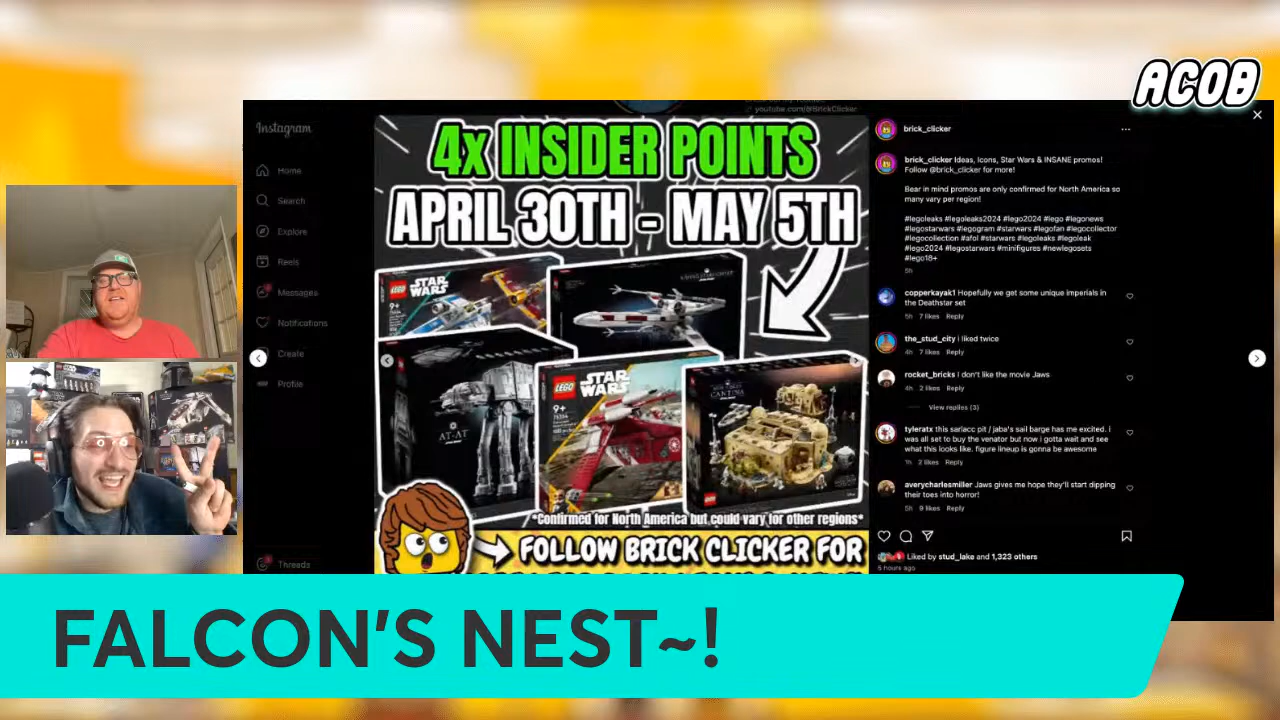 ACOB
youtube.com/@BrickClicker
Instagram
Home
Search
Explore
Reels
Messages
Notifications
Create
Profile
Threads
4x INSIDER POINTS
APRIL 30TH - MAY 5TH
LEGO STAR WARS
9+
AT-AT
LEGO STAR WARS
9+
CANTINA
LEGO
*Confirmed for North America but could vary for other regions*
FOLLOW BRICK CLICKER FOR
brick_clicker
brick_clicker Ideas, Icons, Star Wars & INSANE promos!
Follow @brick_clicker for more!
Bear in mind promos are only confirmed for North America so
many vary per region!
#legoleaks #legoleaks2024 #lego2024 #lego #legonews
#legostarwars #legogram #starwars #legofan #legocollector
#legocollection #afol #starwars #legoleaks #legoleak
#lego2024 #legostarwars #minifigures #newlegosets
#lego18+
5h
copperkayak1 Hopefully we get some unique imperials in
the Deathstar set
5h 7 likes Reply
the_stud_city i liked twice
4h 7 likes Reply
rocket_bricks I don't like the movie Jaws
4h 2 likes Reply
View replies (3)
tyleratx this sarlacc pit / jaba's sail barge has me excited. i
was all set to buy the venator but now i gotta wait and see
what this looks like. figure lineup is gonna be awesome
1h 2 likes Reply
averycharlesmiller Jaws gives me hope they'll start dipping
their toes into horror!
5h 9 likes Reply
Liked by stud_lake and 1,323 others
5 hours ago
FALCON'S NEST~!